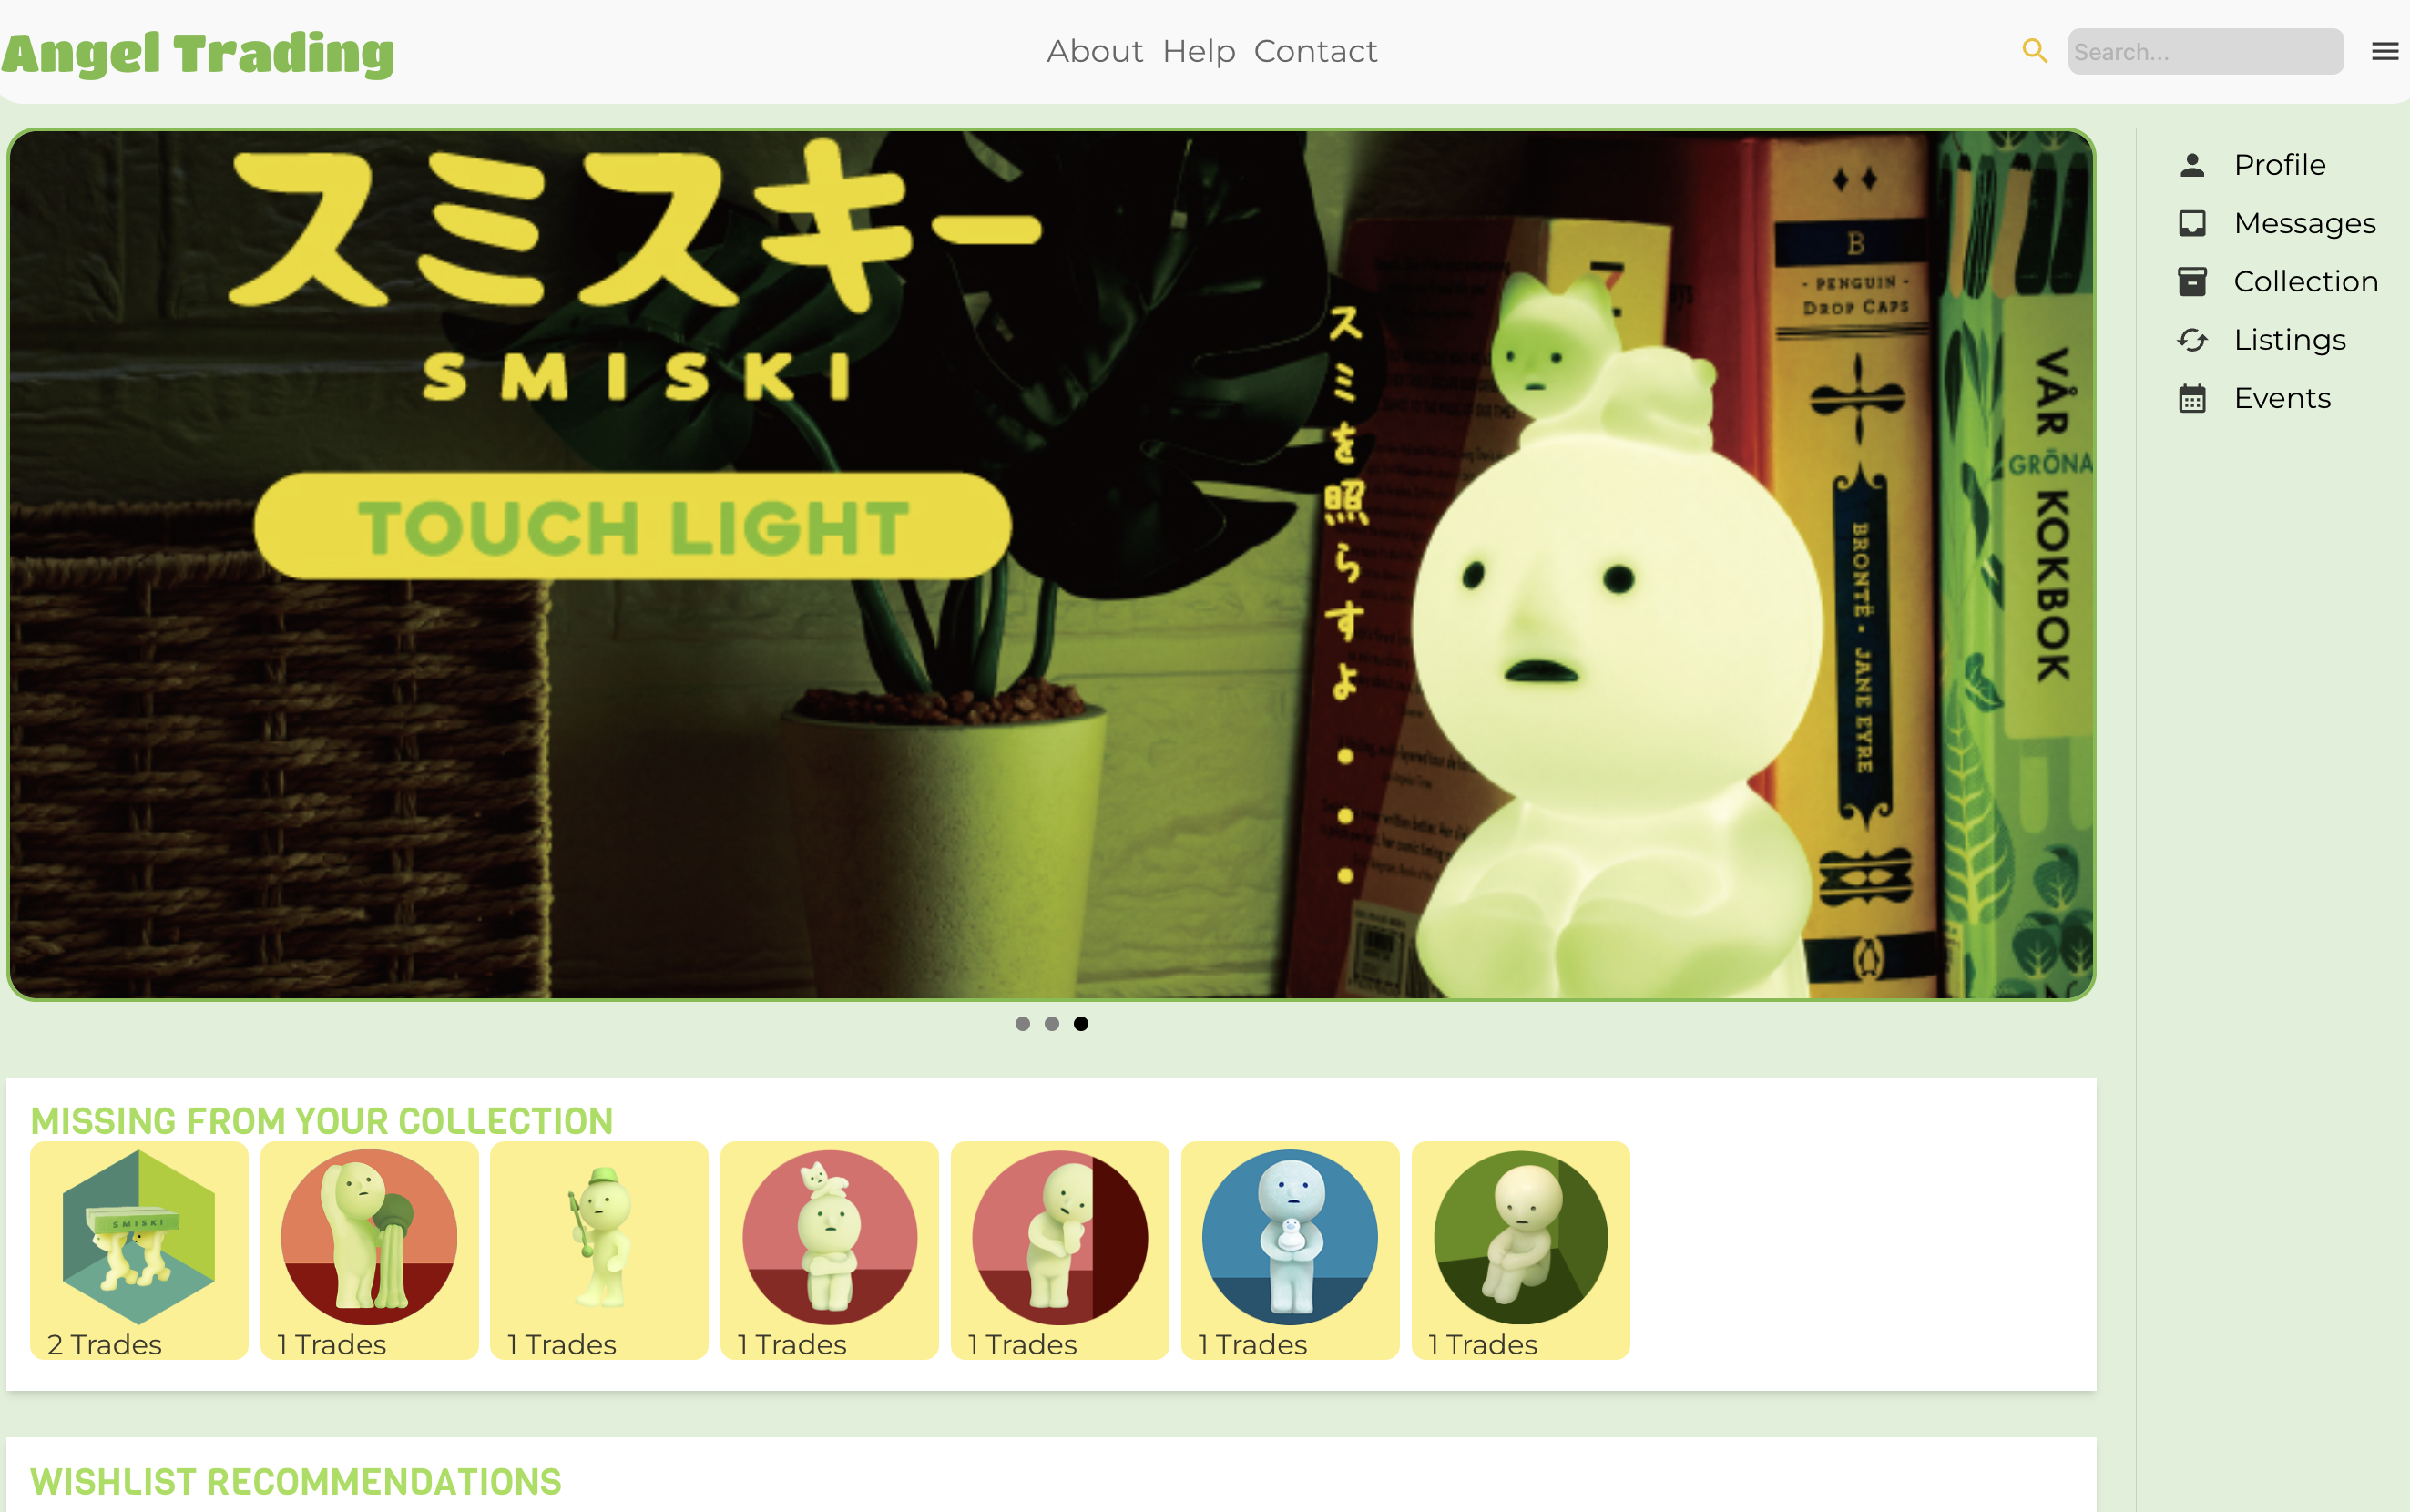 Angel Trading
About Help Contact
Search...
スミスキー
SMISKI
TOUCH LIGHT
スミを照らすよ・・・
B
- PENGUIN -
DROP CAPS
BRONTË · JANE EYRE
VÅR
GRÖNA
KOKBOK
Profile
Messages
Collection
Listings
Events
MISSING FROM YOUR COLLECTION
SMISKI
2 Trades
1 Trades
1 Trades
1 Trades
1 Trades
1 Trades
1 Trades
WISHLIST RECOMMENDATIONS